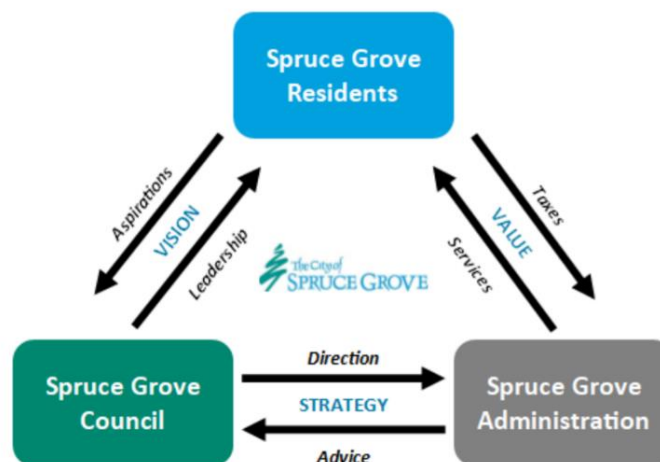 Spruce Grove
Residents
Aspirations
VISION
Leadership
Taxes
VALUE
Services
The City of
SPRUCE GROVE
Spruce Grove
Council
Direction
STRATEGY
Advice
Spruce Grove
Administration